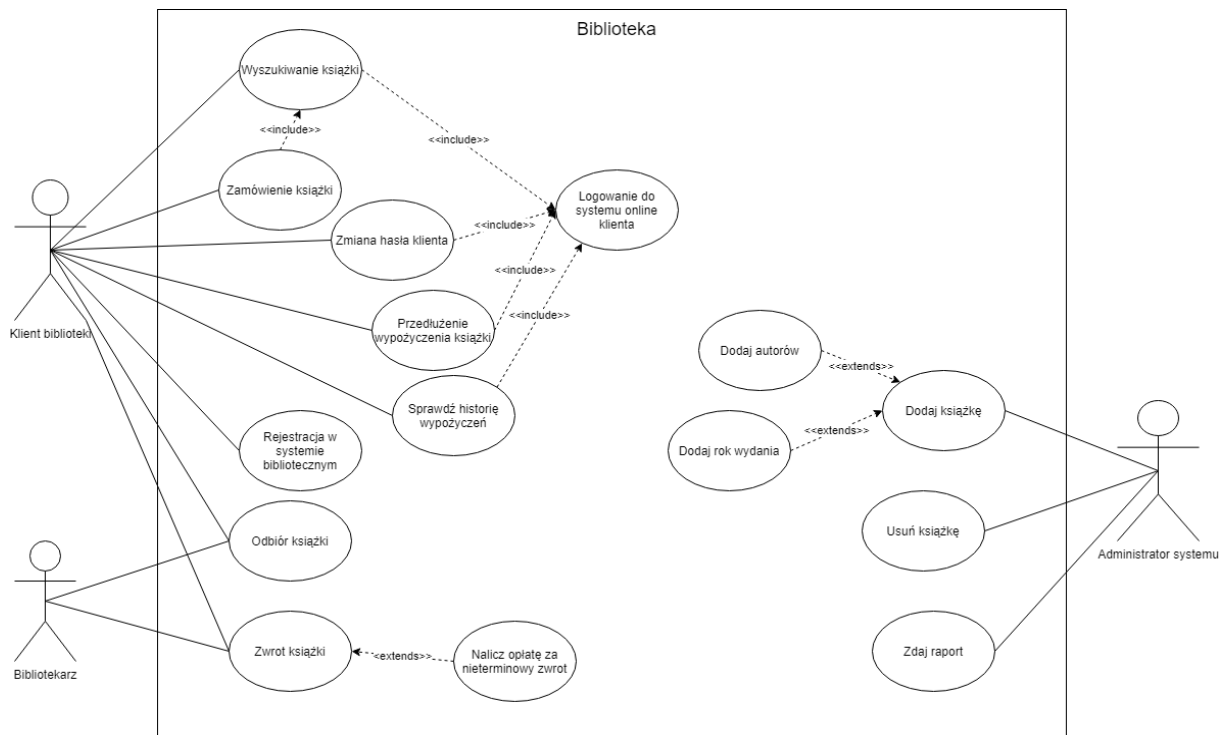 Biblioteka
Wyszukiwanie książki
<<include>>
<<include>>
Zamówienie książki
Logowanie do
systemu online
klienta
<<include>>
Zmiana hasła klienta
<<include>>
Klient biblioteki
Przedłużenie
wypożyczenia książki
<<include>>
Dodaj autorów
<<extends>>
Sprawdź historię
wypożyczeń
Dodaj książkę
<<extends>>
Rejestracja w
systemie
bibliotecznym
Dodaj rok wydania
Odbiór książki
Usuń książkę
Administrator systemu
Zwrot książki
<extends>>
Nalicz opłatę za
nieterminowy zwrot
Zdaj raport
Bibliotekarz